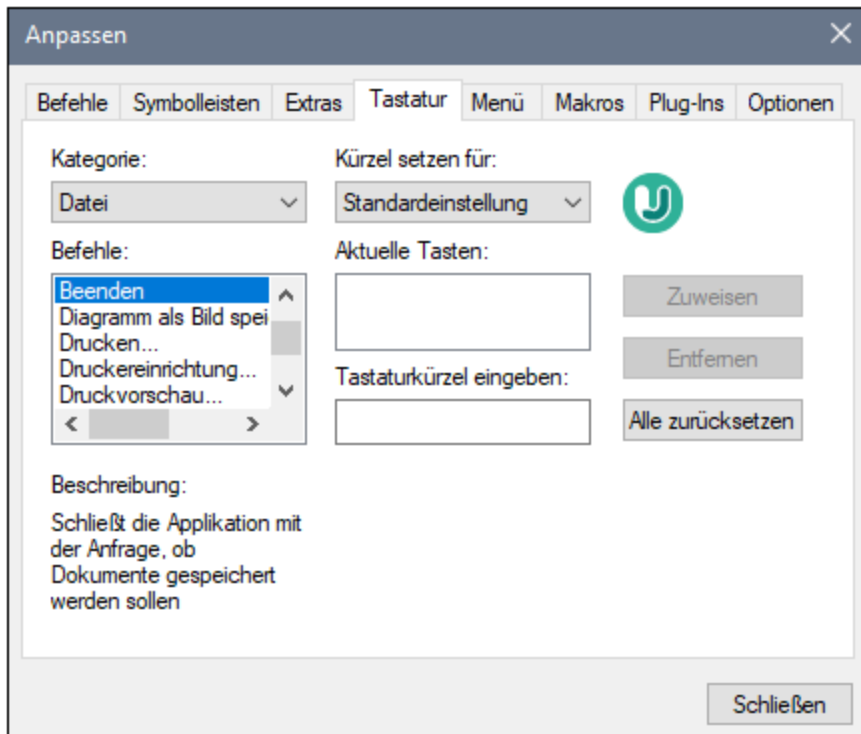 Anpassen
Befehle Symbolleisten Extras Tastatur Menü Makros Plug-Ins Optionen
Kategorie:
Datei
Kürzel setzen für:
Standardeinstellung
Befehle:
Beenden
Diagramm als Bild spei
Drucken...
Druckereinrichtung...
Druckvorschau...
Aktuelle Tasten:
Tastaturkürzel eingeben:
Zuweisen
Entfernen
Alle zurücksetzen
Beschreibung:
Schließt die Applikation mit
der Anfrage, ob
Dokumente gespeichert
werden sollen
Schließen